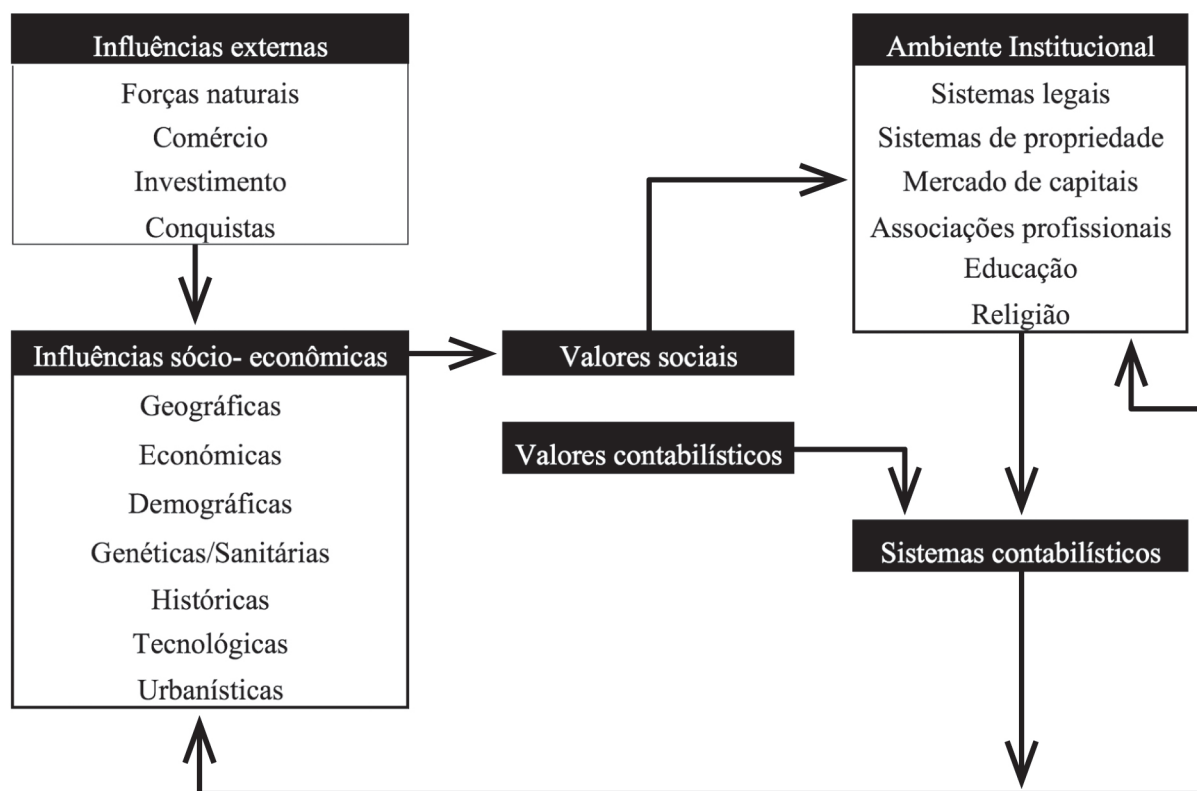 Influências externas
Forças naturais
Comércio
Investimento
Conquistas
Influências sócio- econômicas
Geográficas
Económicas
Demográficas
Genéticas/Sanitárias
Históricas
Tecnológicas
Urbanísticas
Valores sociais
Valores contabilísticos
Ambiente Institucional
Sistemas legais
Sistemas de propriedade
Mercado de capitais
Associações profissionais
Educação
Religião
Sistemas contabilísticos